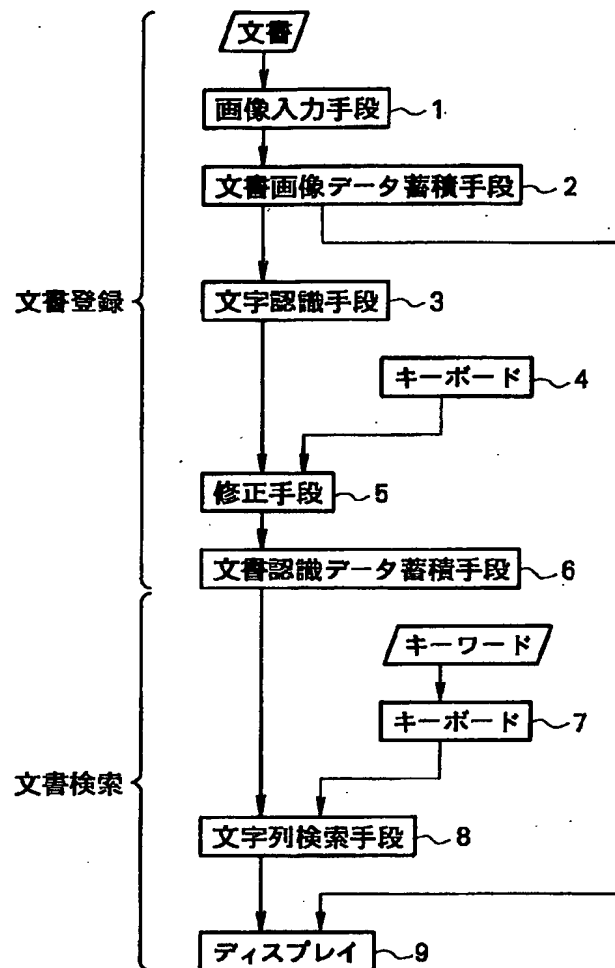 文書
画像入力手段 1
文書画像データ蓄積手段 2
文書登録
文字認識手段 3
キーボード 4
修正手段 5
文書認識データ蓄積手段 6
キーワード
キーボード 7
文書検索
文字列検索手段 8
ディスプレイ 9